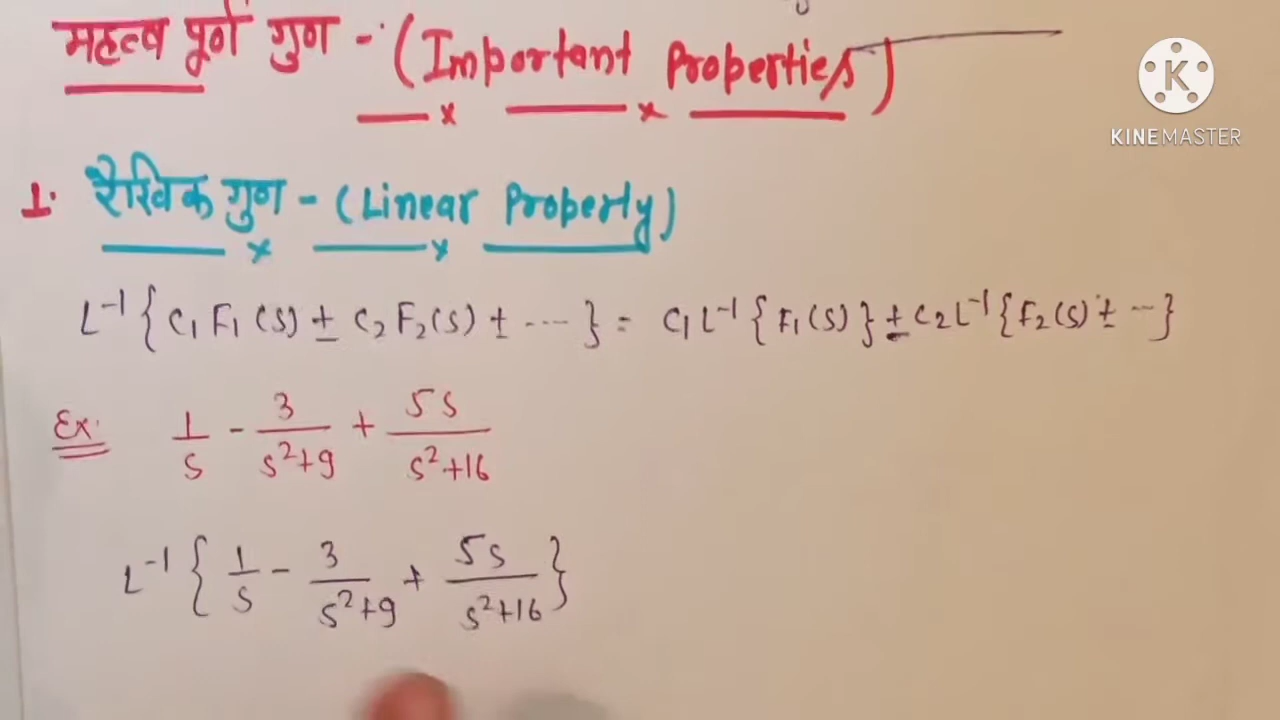 महत्व पूर्ण गुण - (Important Properties)
K
KINEMASTER
1. रैखिक गुण - (Linear Property)
L⁻¹ { C₁ F₁ (s) ± C₂ F₂ (s) ± --- } = C₁ L⁻¹ { F₁ (s) } ± C₂ L⁻¹ { F₂ (s) ± --- }
Ex: 1/s - 3/(s²+9) + 5s/(s²+16)
L⁻¹ { 1/s - 3/(s²+9) + 5s/(s²+16) }